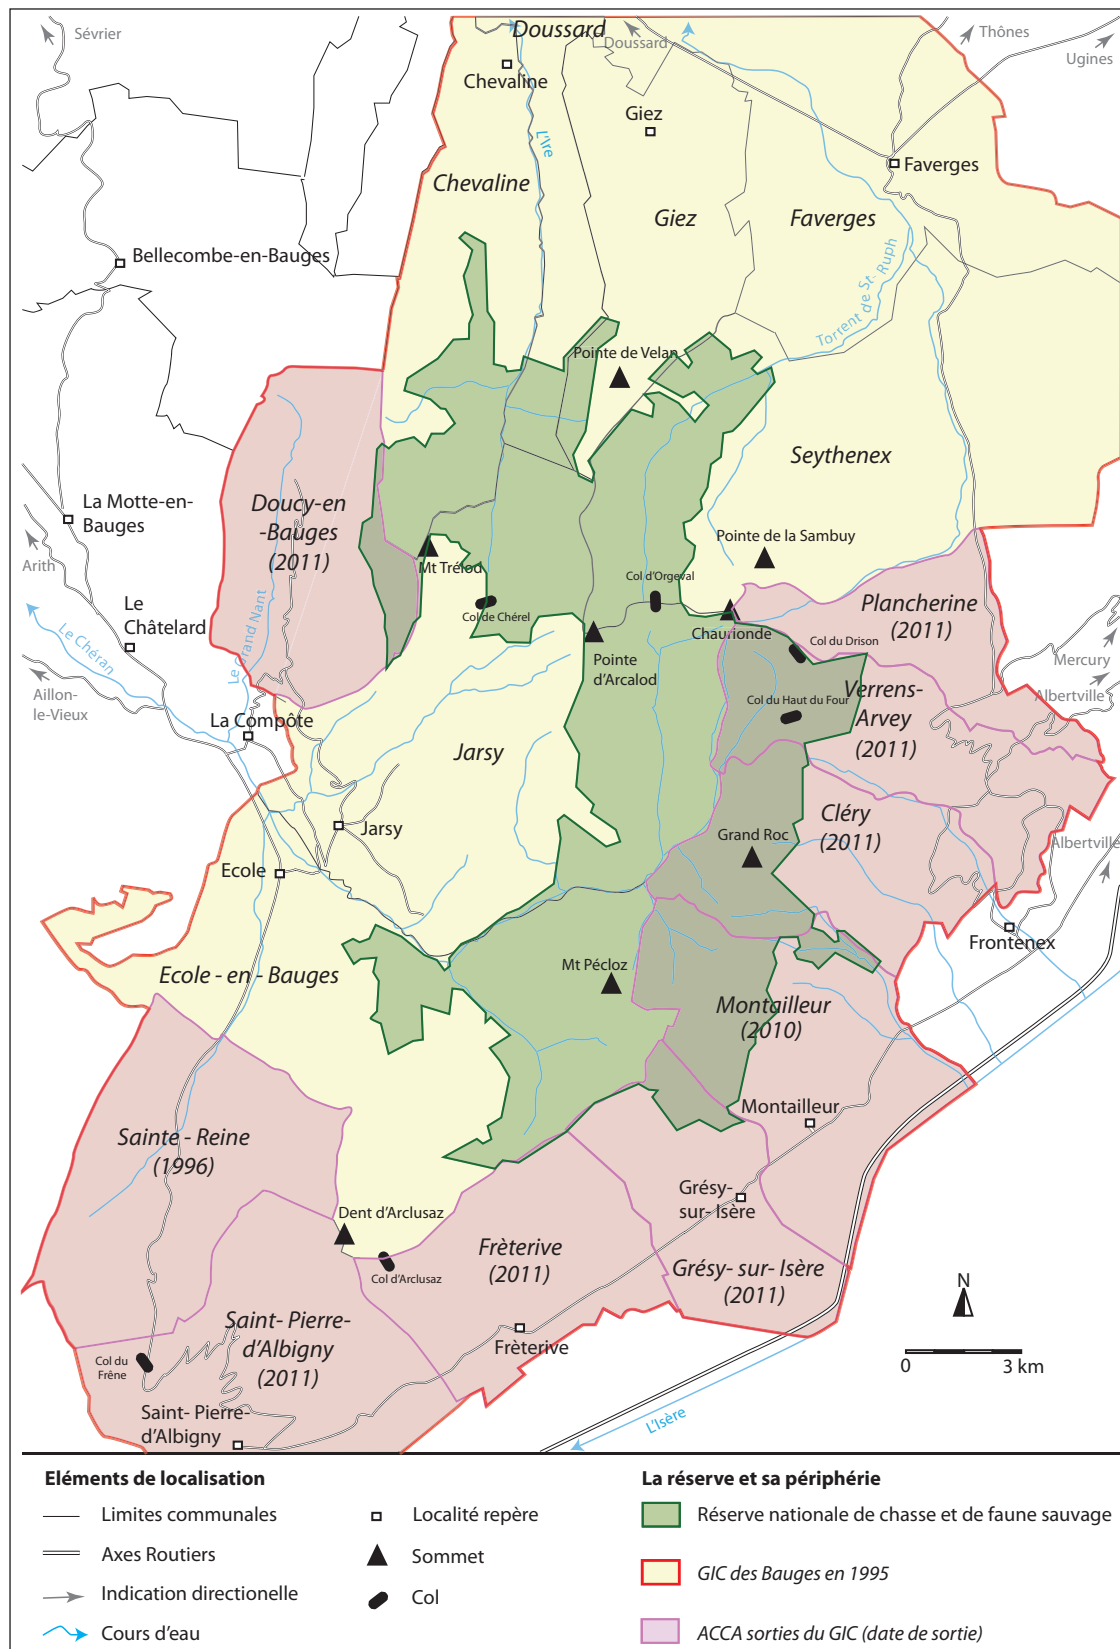 Sévrier
Doussard
Doussard
Thônes
Ugines
Chevaline
Giez
L'Ire
Faverges
Chevaline
Giez
Faverges
Bellecombe-en-Bauges
Torrent de St-Ruph
Pointe de Velan
Seythenex
La Motte-en-
Bauges
Doucy-en
-Bauges
(2011)
Arith
Mt Trélod
Pointe de la Sambuy
Col d'Orgeval
Le
Châtelard
Col de Chérel
Chaurionde
Plancherine
(2011)
Le Chéran
Le Grand Nant
Col du Drison
Mercury
Pointe
d'Arcalod
Aillon-
le-Vieux
Albertville
La Compôte
Col du Haut du Four
Verrens-
Arvey
(2011)
Jarsy
Jarsy
Grand Roc
Cléry
(2011)
Albertville
Ecole
Frontenex
Ecole - en - Bauges
Mt Pécloz
Montailleur
(2010)
Montailleur
Sainte - Reine
(1996)
Grésy-
sur- Isère
Dent d'Arclusaz
Frèterive
(2011)
Grésy- sur- Isère
(2011)
Col d'Arclusaz
N
Saint- Pierre-
d'Albigny
(2011)
Frèterive
Col du
Frêne
0 3 km
Saint- Pierre-
d'Albigny
L'Isère
Eléments de localisation
Limites communales
Axes Routiers
Indication directionelle
Cours d'eau
Localité repère
Sommet
Col
La réserve et sa périphérie
Réserve nationale de chasse et de faune sauvage
GIC des Bauges en 1995
ACCA sorties du GIC (date de sortie)